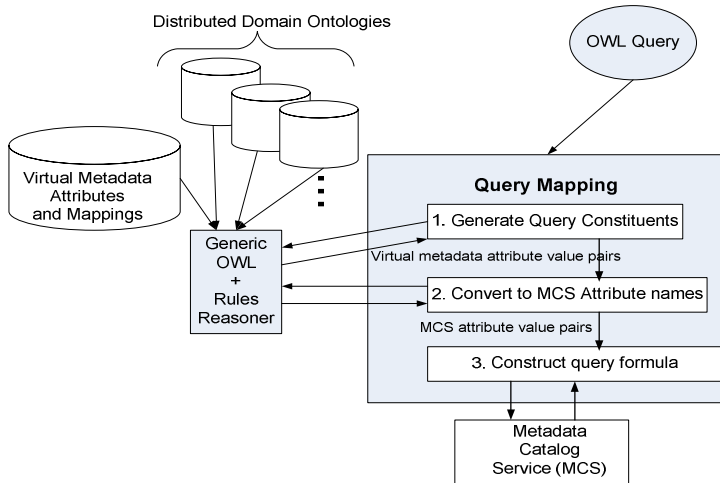 Distributed Domain Ontologies
OWL Query
Virtual Metadata
Attributes
and Mappings
Query Mapping
1. Generate Query Constituents
Generic
OWL
+
Rules
Reasoner
Virtual metadata attribute value pairs
2. Convert to MCS Attribute names
MCS attribute value pairs
3. Construct query formula
Metadata
Catalog
Service (MCS)